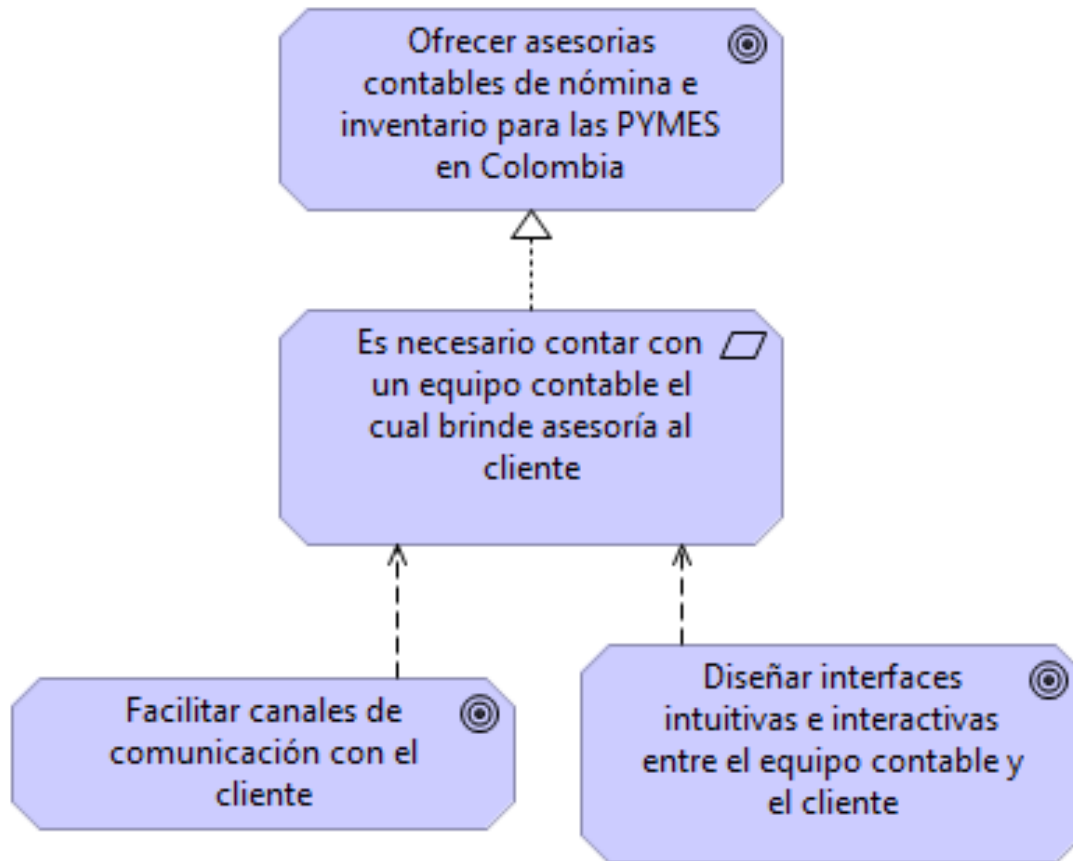 Ofrecer asesorias
contables de nómina e
inventario para las PYMES
en Colombia
Es necesario contar con
un equipo contable el
cual brinde asesoría al
cliente
Facilitar canales de
comunicación con el
cliente
Diseñar interfaces
intuitivas e interactivas
entre el equipo contable y
el cliente